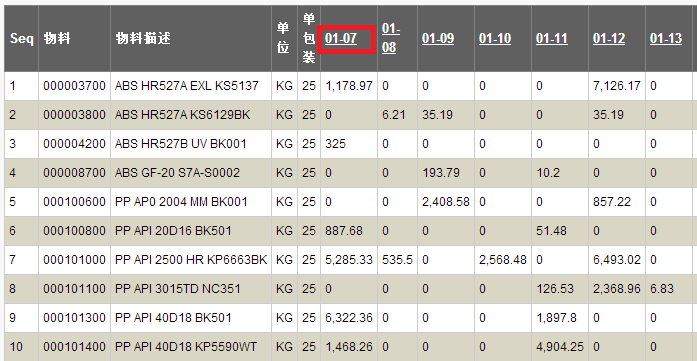 Seq 物料 物料描述 单位 单包装 01-07 01-08 01-09 01-10 01-11 01-12 01-13
1 000003700 ABS HR527A EXL KS5137 KG 25 1,178.97 0 0 0 0 7,126.17 0
2 000003800 ABS HR527A KS6129BK KG 25 0 6.21 35.19 0 0 35.19 0
3 000004200 ABS HR527B UV BK001 KG 25 325 0 0 0 0 0 0
4 000008700 ABS GF-20 S7A-S0002 KG 25 0 0 193.79 0 10.2 0 0
5 000100600 PP AP0 2004 MM BK001 KG 25 0 0 2,408.58 0 0 857.22 0
6 000100800 PP API 20D16 BK501 KG 25 887.68 0 0 0 51.48 0 0
7 000101000 PP API 2500 HR KP6663BK KG 25 5,285.33 535.5 0 2,568.48 0 6,493.02 0
8 000101100 PP API 3015TD NC351 KG 25 0 0 0 0 126.53 2,368.96 6.83
9 000101300 PP API 40D18 BK501 KG 25 6,322.36 0 0 0 1,897.8 0 0
10 000101400 PP API 40D18 KP5590WT KG 25 1,468.26 0 0 0 4,904.25 0 0